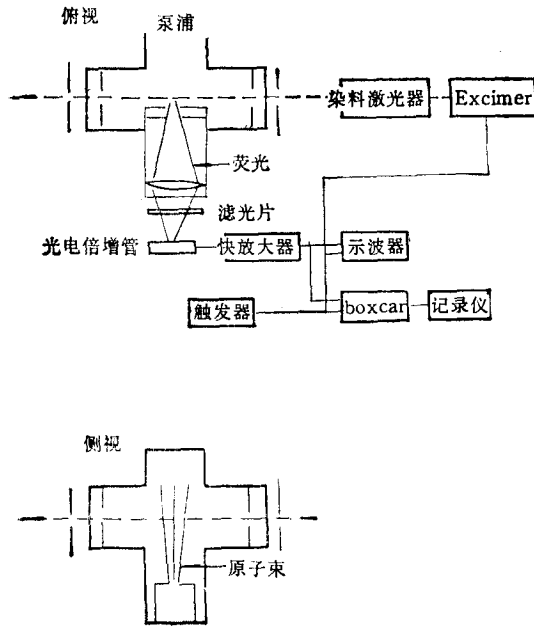 俯视
泵浦
染料激光器
Excimer
荧光
滤光片
光电倍增管
快放大器
示波器
触发器
boxcar
记录仪
侧视
原子束